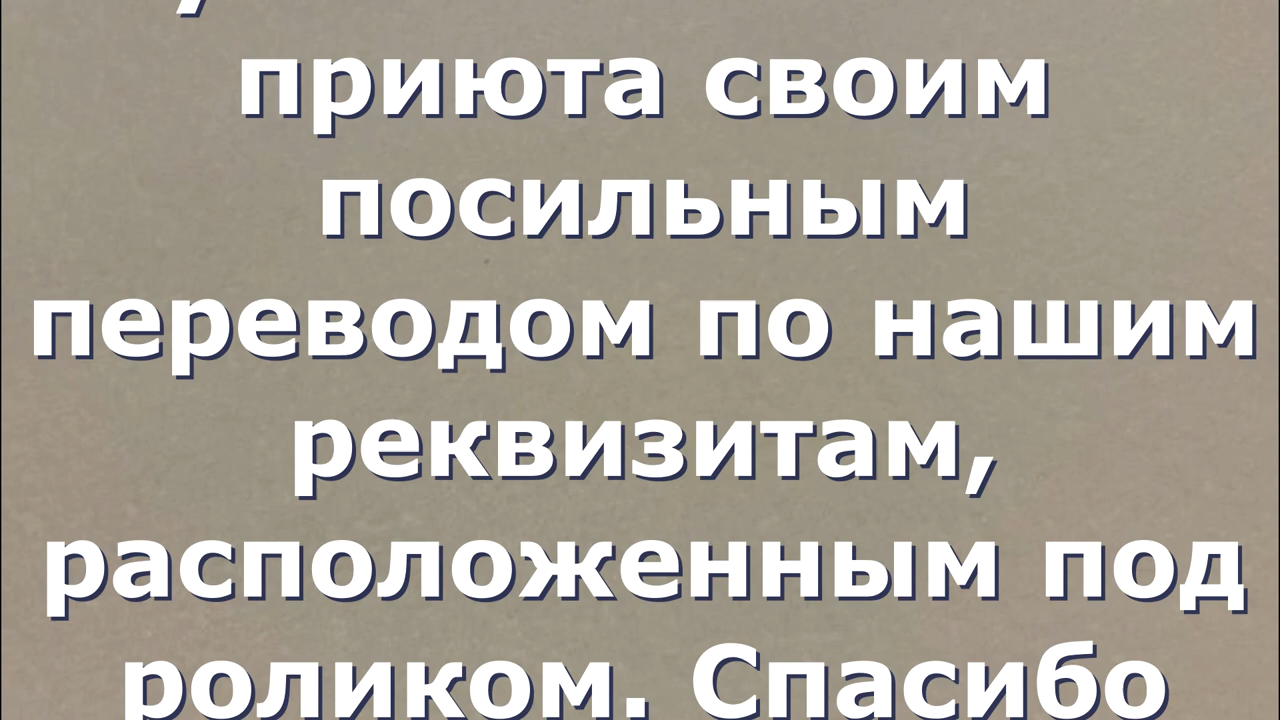 приюта своим
посильным
переводом по нашим
реквизитам,
расположенным под
роликом. Спасибо